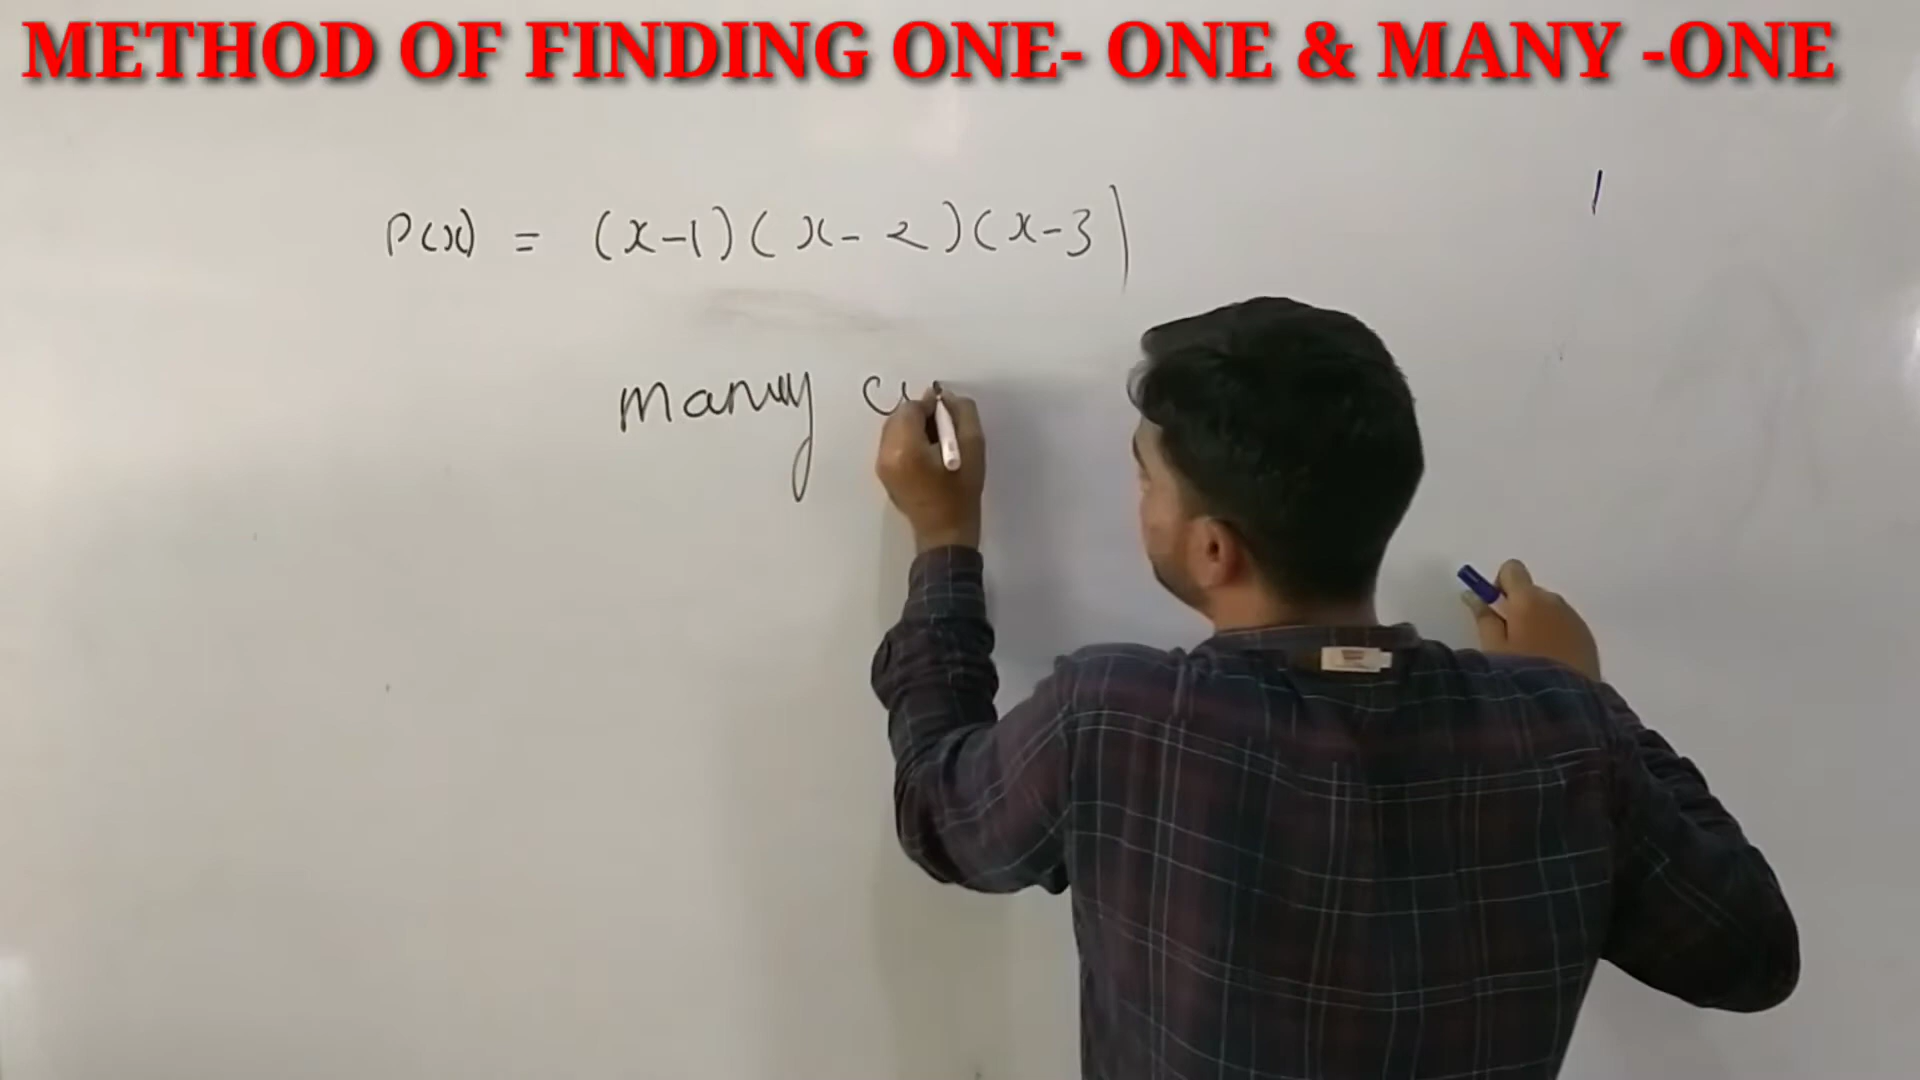 METHOD OF FINDING ONE- ONE & MANY -ONE
P(x) = (x-1)(x-2)(x-3)
many